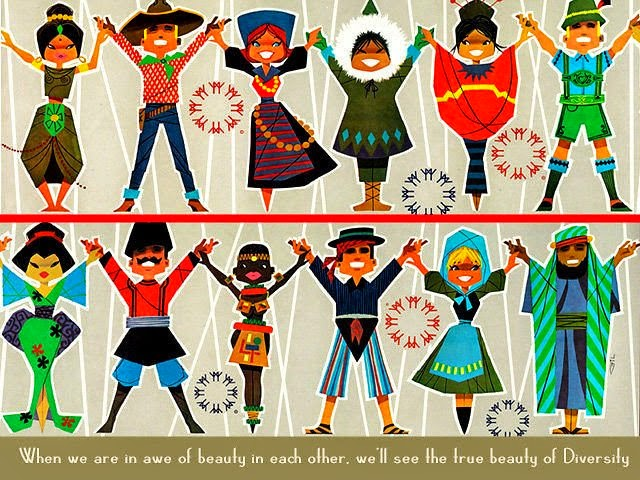 When we are in awe of beauty in each other, we'll see the true beauty of Diversity